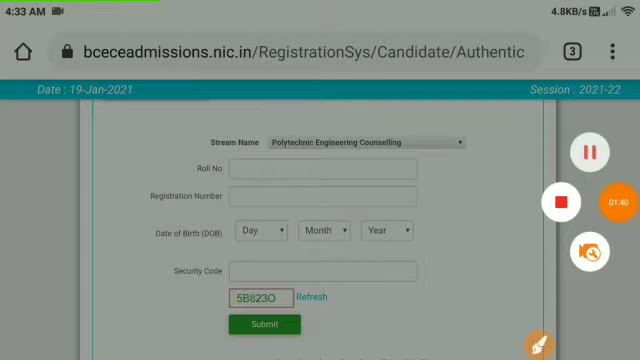 4:33 AM 4.8KB/s
bceceadmissions.nic.in/RegistrationSys/Candidate/Authentic 3
Date : 19-Jan-2021 Session . 2021-22
Stream Name Polytechnic Engineering Counselling
Roll No
Registration Number
Date of Birth (DOB) Day Month Year
Security Code
5B823O Refresh
Submit
01:40